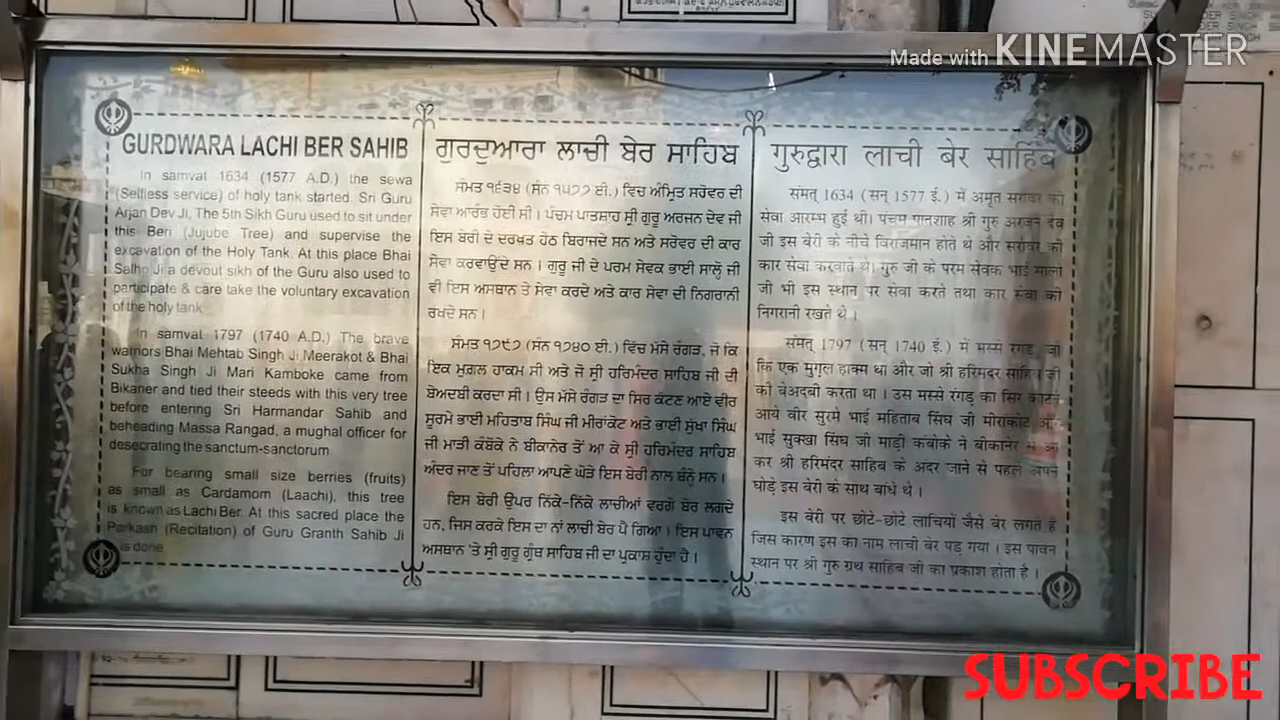 Made with KINEMASTER
GURDWARA LACHI BER SAHIB
In samvat 1634 (1577 A.D.) the sewa
(Selfless service) of holy tank started. Sri Guru
Arjan Dev Ji, The 5th Sikh Guru used to sit under
this Beri (Jujube Tree) and supervise the
excavation of the Holy Tank. At this place Bhai
Salho Ji a devout sikh of the Guru also used to
participate & care take the voluntary excavation
of the holy tank.
In samvat 1797 (1740 A.D.) The brave
warriors Bhai Mehtab Singh Ji Meerakot & Bhai
Sukha Singh Ji Mari Kamboke came from
Bikaner and tied their steeds with this very tree
before entering Sri Harmandar Sahib and
beheading Massa Rangad, a mughal officer for
desecrating the sanctum-sanctorum.
For bearing small size berries (fruits)
as small as Cardamom (Laachi), this tree
is known as Lachi Ber. At this sacred place the
Parkash (Recitation) of Guru Granth Sahib Ji
is done.
ਗੁਰਦੁਆਰਾ ਲਾਚੀ ਬੇਰ ਸਾਹਿਬ
ਸੰਮਤ ੧੬੩੪ (ਸੰਨ ੧੫੭੭ ਈ.) ਵਿਚ ਅੰਮ੍ਰਿਤ ਸਰੋਵਰ ਦੀ
ਸੇਵਾ ਆਰੰਭ ਹੋਈ ਸੀ। ਪੰਚਮ ਪਾਤਸਾਹ ਸ੍ਰੀ ਗੁਰੂ ਅਰਜਨ ਦੇਵ ਜੀ
ਇਸ ਬੇਰੀ ਦੇ ਦਰਖਤ ਹੇਠ ਬਿਰਾਜਦੇ ਸਨ ਅਤੇ ਸਰੋਵਰ ਦੀ ਕਾਰ
ਸੇਵਾ ਕਰਵਾਉਂਦੇ ਸਨ। ਗੁਰੂ ਜੀ ਦੇ ਪਰਮ ਸੇਵਕ ਭਾਈ ਸਾਲ੍ਹੋ ਜੀ
ਵੀ ਇਸ ਅਸਥਾਨ ਤੇ ਸੇਵਾ ਕਰਦੇ ਅਤੇ ਕਾਰ ਸੇਵਾ ਦੀ ਨਿਗਰਾਨੀ
ਰਖਦੇ ਸਨ।
ਸੰਮਤ ੧੭੯੭ (ਸੰਨ ੧੭੪੦ ਈ.) ਵਿੱਚ ਮੱਸੇ ਰੰਗੜ, ਜੋ ਕਿ
ਇਕ ਮੁਗਲ ਹਾਕਮ ਸੀ ਅਤੇ ਜੋ ਸ੍ਰੀ ਹਰਿਮੰਦਰ ਸਾਹਿਬ ਜੀ ਦੀ
ਬੇਅਦਬੀ ਕਰਦਾ ਸੀ। ਉਸ ਮੱਸੇ ਰੰਗੜ ਦਾ ਸਿਰ ਕੱਟਣ ਆਏ ਵੀਰ
ਸੂਰਮੇ ਭਾਈ ਮਹਿਤਾਬ ਸਿੰਘ ਜੀ ਮੀਰਾਂਕੋਟ ਅਤੇ ਭਾਈ ਸੁੱਖਾ ਸਿੰਘ
ਜੀ ਮਾੜੀ ਕੰਬੋਕੇ ਨੇ ਬੀਕਾਨੇਰ ਤੋਂ ਆ ਕੇ ਸ੍ਰੀ ਹਰਿਮੰਦਰ ਸਾਹਿਬ
ਅੰਦਰ ਜਾਣ ਤੋਂ ਪਹਿਲਾ ਆਪਣੇ ਘੋੜੇ ਇਸ ਬੇਰੀ ਨਾਲ ਬੰਨ੍ਹੇ ਸਨ।
ਇਸ ਬੇਰੀ ਉਪਰ ਨਿੱਕੇ-ਨਿੱਕੇ ਲਾਚੀਆਂ ਵਰਗੇ ਬੇਰ ਲਗਦੇ
ਹਨ, ਜਿਸ ਕਰਕੇ ਇਸ ਦਾ ਨਾਂ ਲਾਚੀ ਬੇਰ ਪੈ ਗਿਆ। ਇਸ ਪਾਵਨ
ਅਸਥਾਨ 'ਤੇ ਸ੍ਰੀ ਗੁਰੂ ਗ੍ਰੰਥ ਸਾਹਿਬ ਜੀ ਦਾ ਪ੍ਰਕਾਸ਼ ਹੁੰਦਾ ਹੈ।
गुरुद्वारा लाची बेर साहिब
संमत् 1634 (सन् 1577 ई.) में अमृत सरोवर की
सेवा आरम्भ हुई थी। पंचम पातशाह श्री गुरु अरजन देव
जी इस बेरी के नीचे विराजमान होते थे और सरोवर की
कार सेवा करवाते थे। गुरु जी के परम सेवक भाई सालो
जी भी इस स्थान पर सेवा करते तथा कार सेवा की
निगरानी रखते थे।
संमत् 1797 (सन् 1740 ई.) में मस्से रंगड़ जो
कि एक मुगल हाक्म था और जो श्री हरिमंदर साहिब जी
की बेअदबी करता था। उस मस्से रंगड़ का सिर काटने
आये वीर सुरमे भाई महिताब सिंघ जी मीरांकोट
भाई सुक्खा सिंघ जी माड़ी कंबोके ने बीकानेर से आ
कर श्री हरिमंदर साहिब के अंदर जाने से पहले अपने
घोड़े इस बेरी के साथ बांधे थे।
इस बेरी पर छोटे-छोटे लाचियों जैसे बेर लगते हैं
जिस कारण इस का नाम लाची बेर पड़ गया। इस पावन
स्थान पर श्री गुरु ग्रंथ साहिब जी का प्रकाश होता है।
SUBSCRIBE